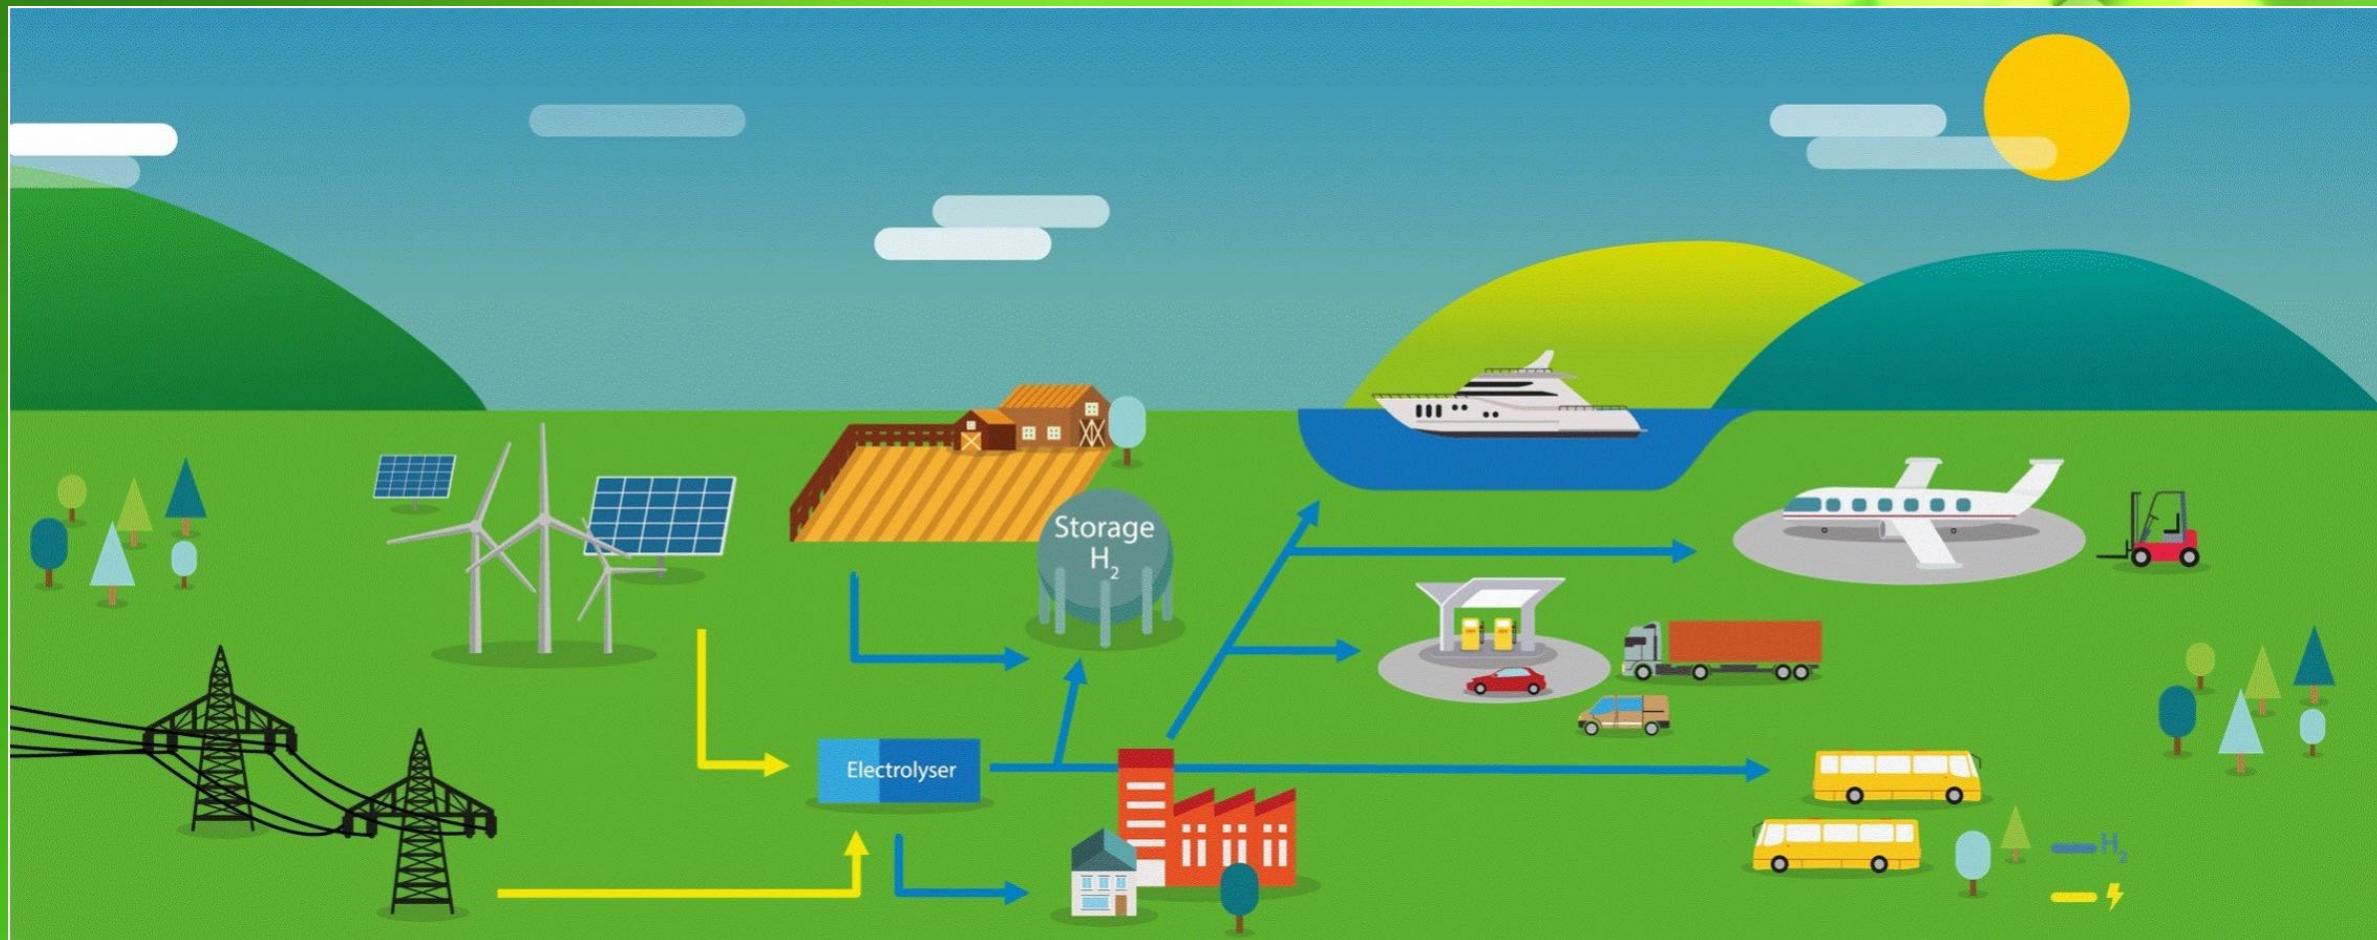 Storage
H₂
Electrolyser
H₂